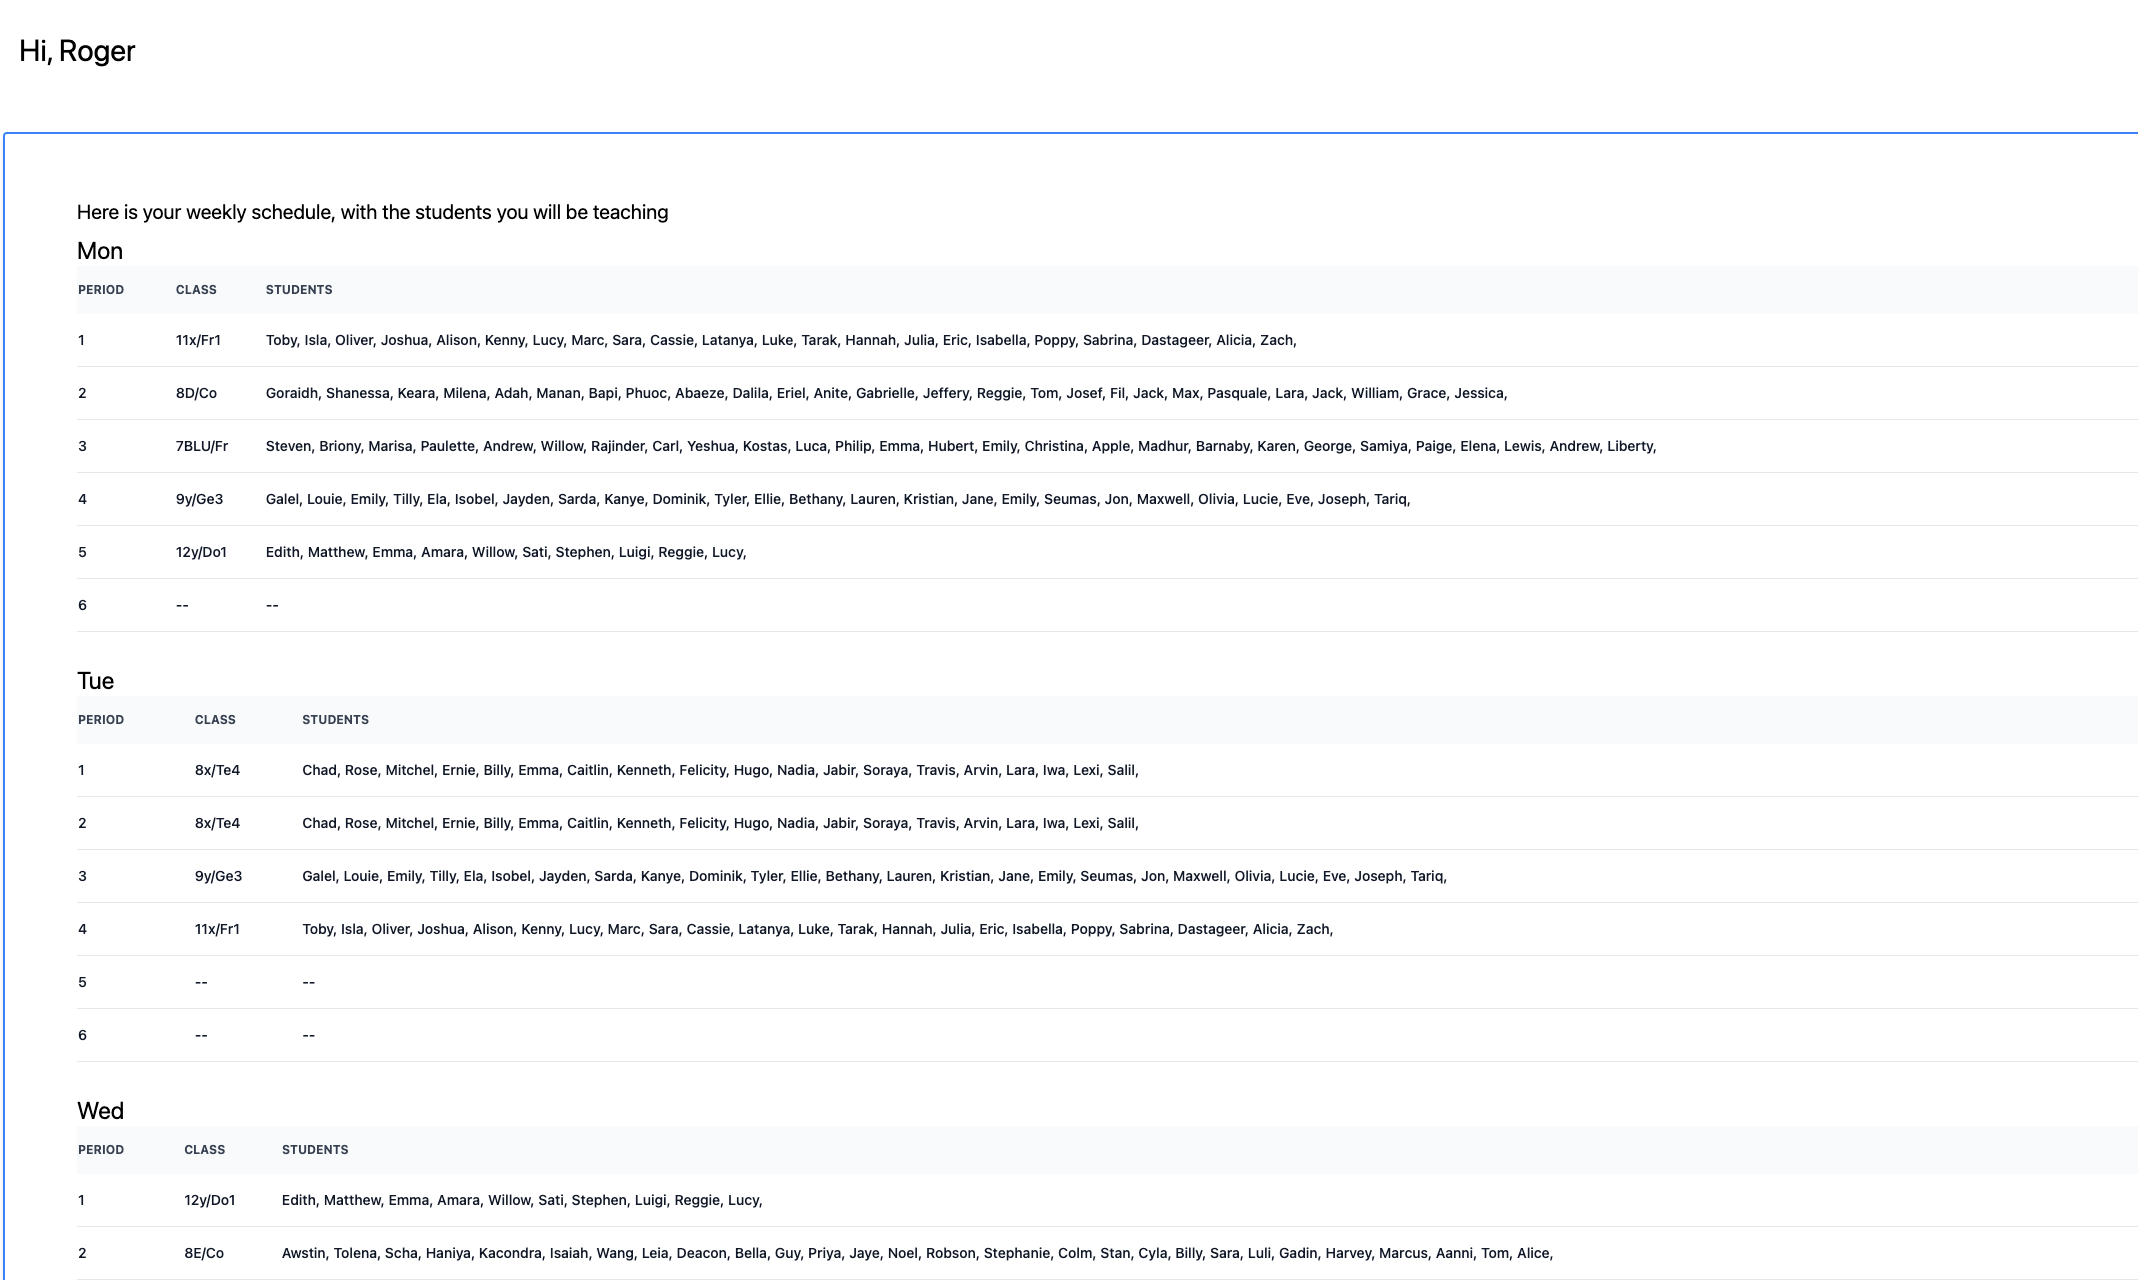 Hi, Roger
Here is your weekly schedule, with the students you will be teaching
Mon
PERIOD CLASS STUDENTS
1 11x/Fr1 Toby, Isla, Oliver, Joshua, Alison, Kenny, Lucy, Marc, Sara, Cassie, Latanya, Luke, Tarak, Hannah, Julia, Eric, Isabella, Poppy, Sabrina, Dastageer, Alicia, Zach,
2 8D/Co Goraidh, Shanessa, Keara, Milena, Adah, Manan, Bapi, Phuoc, Abaeze, Dalila, Eriel, Anite, Gabrielle, Jeffery, Reggie, Tom, Josef, Fil, Jack, Max, Pasquale, Lara, Jack, William, Grace, Jessica,
3 7BLU/Fr Steven, Briony, Marisa, Paulette, Andrew, Willow, Rajinder, Carl, Yeshua, Kostas, Luca, Philip, Emma, Hubert, Emily, Christina, Apple, Madhur, Barnaby, Karen, George, Samiya, Paige, Elena, Lewis, Andrew, Liberty,
4 9y/Ge3 Galel, Louie, Emily, Tilly, Ela, Isobel, Jayden, Sarda, Kanye, Dominik, Tyler, Ellie, Bethany, Lauren, Kristian, Jane, Emily, Seumas, Jon, Maxwell, Olivia, Lucie, Eve, Joseph, Tariq,
5 12y/Do1 Edith, Matthew, Emma, Amara, Willow, Sati, Stephen, Luigi, Reggie, Lucy,
6 -- --
Tue
PERIOD CLASS STUDENTS
1 8x/Te4 Chad, Rose, Mitchel, Ernie, Billy, Emma, Caitlin, Kenneth, Felicity, Hugo, Nadia, Jabir, Soraya, Travis, Arvin, Lara, Iwa, Lexi, Salil,
2 8x/Te4 Chad, Rose, Mitchel, Ernie, Billy, Emma, Caitlin, Kenneth, Felicity, Hugo, Nadia, Jabir, Soraya, Travis, Arvin, Lara, Iwa, Lexi, Salil,
3 9y/Ge3 Galel, Louie, Emily, Tilly, Ela, Isobel, Jayden, Sarda, Kanye, Dominik, Tyler, Ellie, Bethany, Lauren, Kristian, Jane, Emily, Seumas, Jon, Maxwell, Olivia, Lucie, Eve, Joseph, Tariq,
4 11x/Fr1 Toby, Isla, Oliver, Joshua, Alison, Kenny, Lucy, Marc, Sara, Cassie, Latanya, Luke, Tarak, Hannah, Julia, Eric, Isabella, Poppy, Sabrina, Dastageer, Alicia, Zach,
5 -- --
6 -- --
Wed
PERIOD CLASS STUDENTS
1 12y/Do1 Edith, Matthew, Emma, Amara, Willow, Sati, Stephen, Luigi, Reggie, Lucy,
2 8E/Co Awstin, Tolena, Scha, Haniya, Kacondra, Isaiah, Wang, Leia, Deacon, Bella, Guy, Priya, Jaye, Noel, Robson, Stephanie, Colm, Stan, Cyla, Billy, Sara, Luli, Gadin, Harvey, Marcus, Aanni, Tom, Alice,